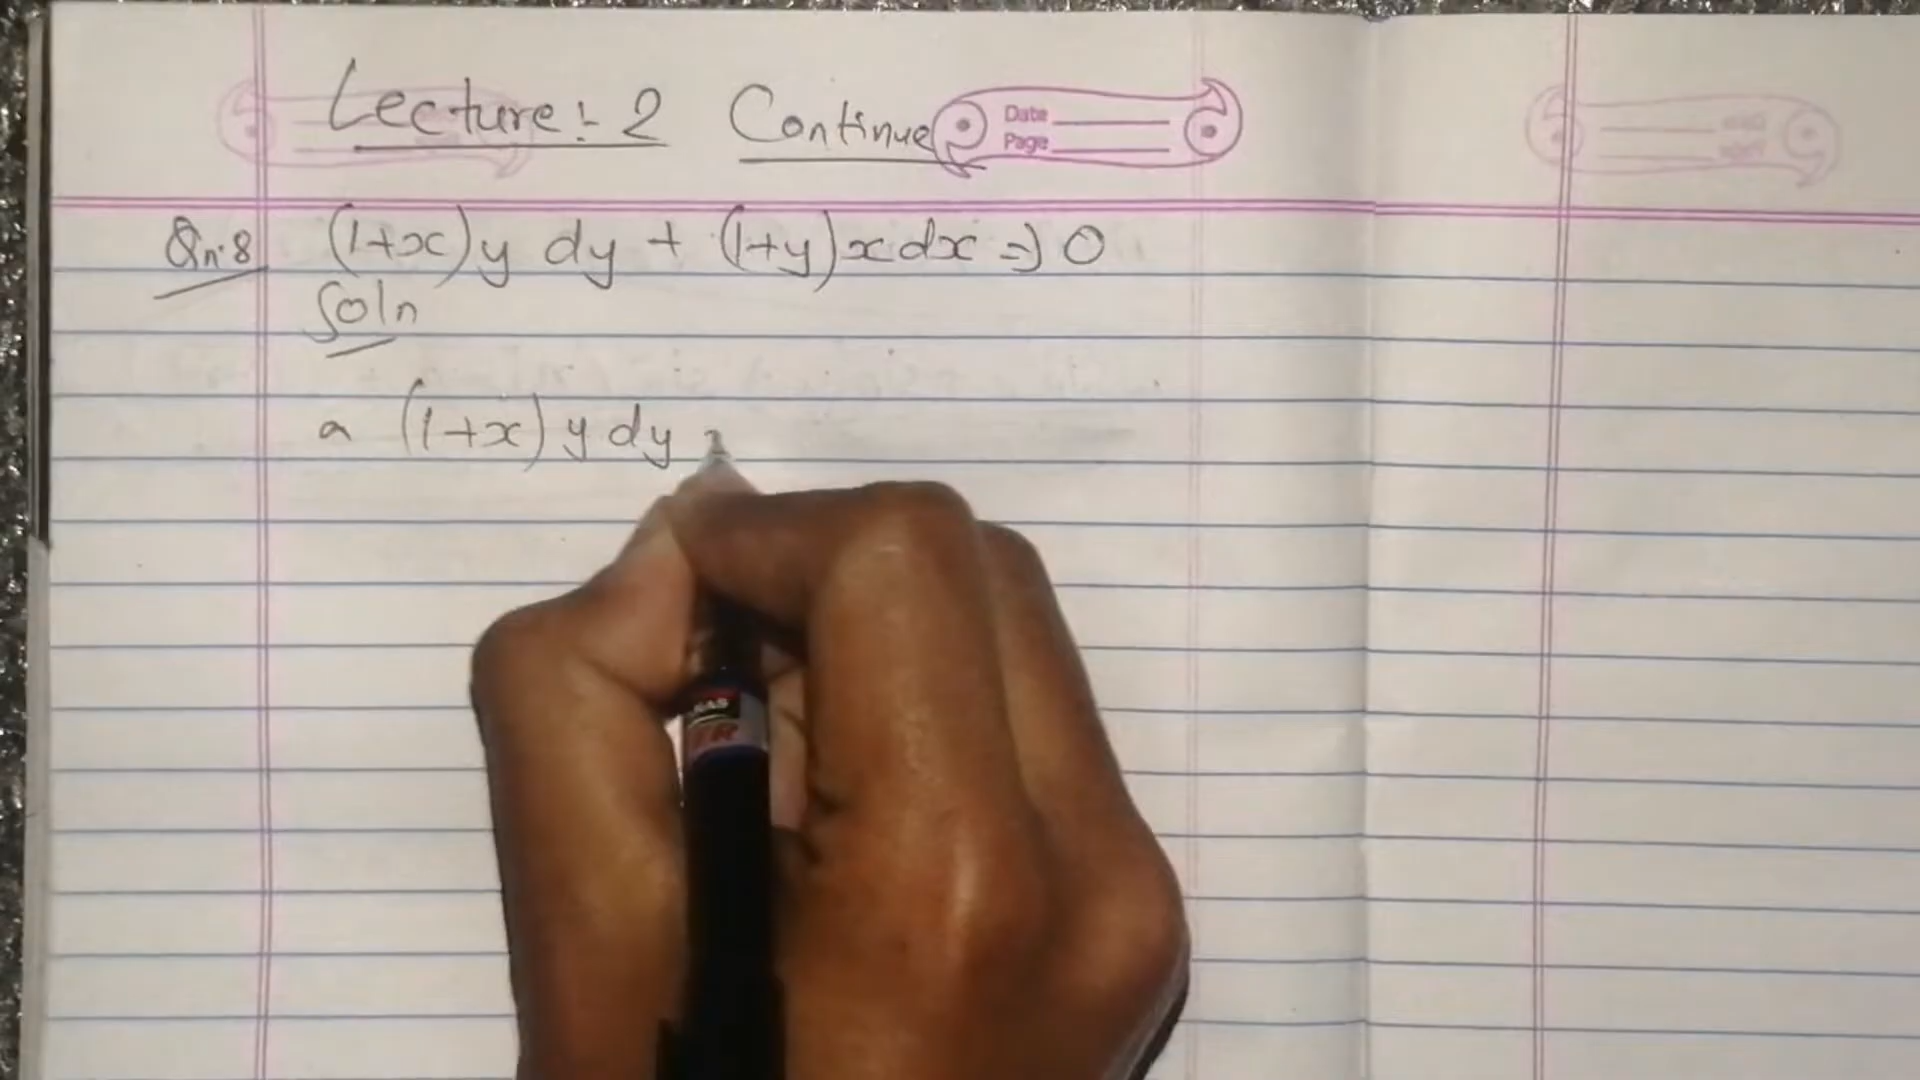 Lecture:- 2 Continue
Date
Page
Qn.8 (1+x)y dy + (1+y)x dx => 0
Soln
a (1+x) y dy